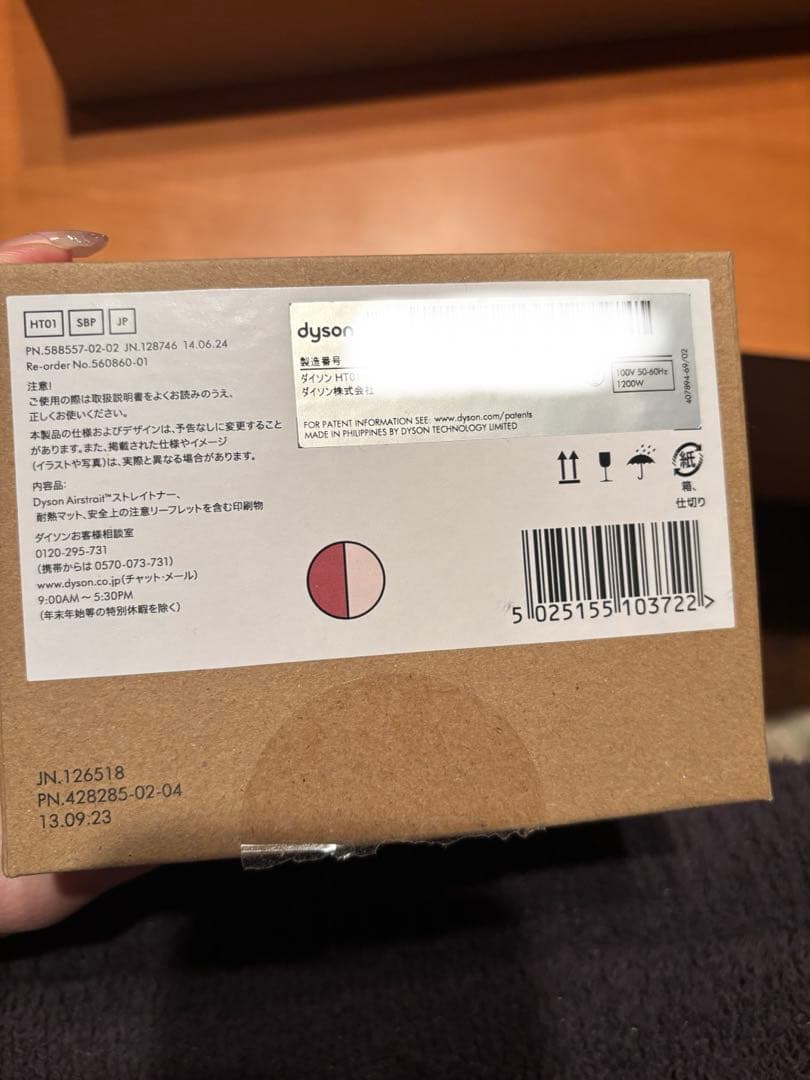 HT01 SBP JP
PN.588557-02-02 JN.128746 14.06.24
Re-order No.560860-01
注意!
ご使用の際は取扱説明書をよくお読みのうえ、
正しくお使いください。
本製品の仕様およびデザインは、予告なしに変更すること
があります。また、掲載された仕様やイメージ
(イラストや写真)は、実際と異なる場合があります。
内容品:
Dyson Airstrait™ストレイトナー、
耐熱マット、安全上の注意リーフレットを含む印刷物
ダイソンお客様相談室
0120-295-731
(携帯からは 0570-073-731)
www.dyson.co.jp(チャット・メール)
9:00AM～5:30PM
(年末年始等の特別休暇を除く)
dyson
製造番号
ダイソン HT01
ダイソン株式会社
100V 50-60Hz
1200W
407894-69/02
FOR PATENT INFORMATION SEE: www.dyson.com/patents
MADE IN PHILIPPINES BY DYSON TECHNOLOGY LIMITED
紙
箱、
仕切り
5 025155 103722 >
JN.126518
PN.428285-02-04
13.09.23